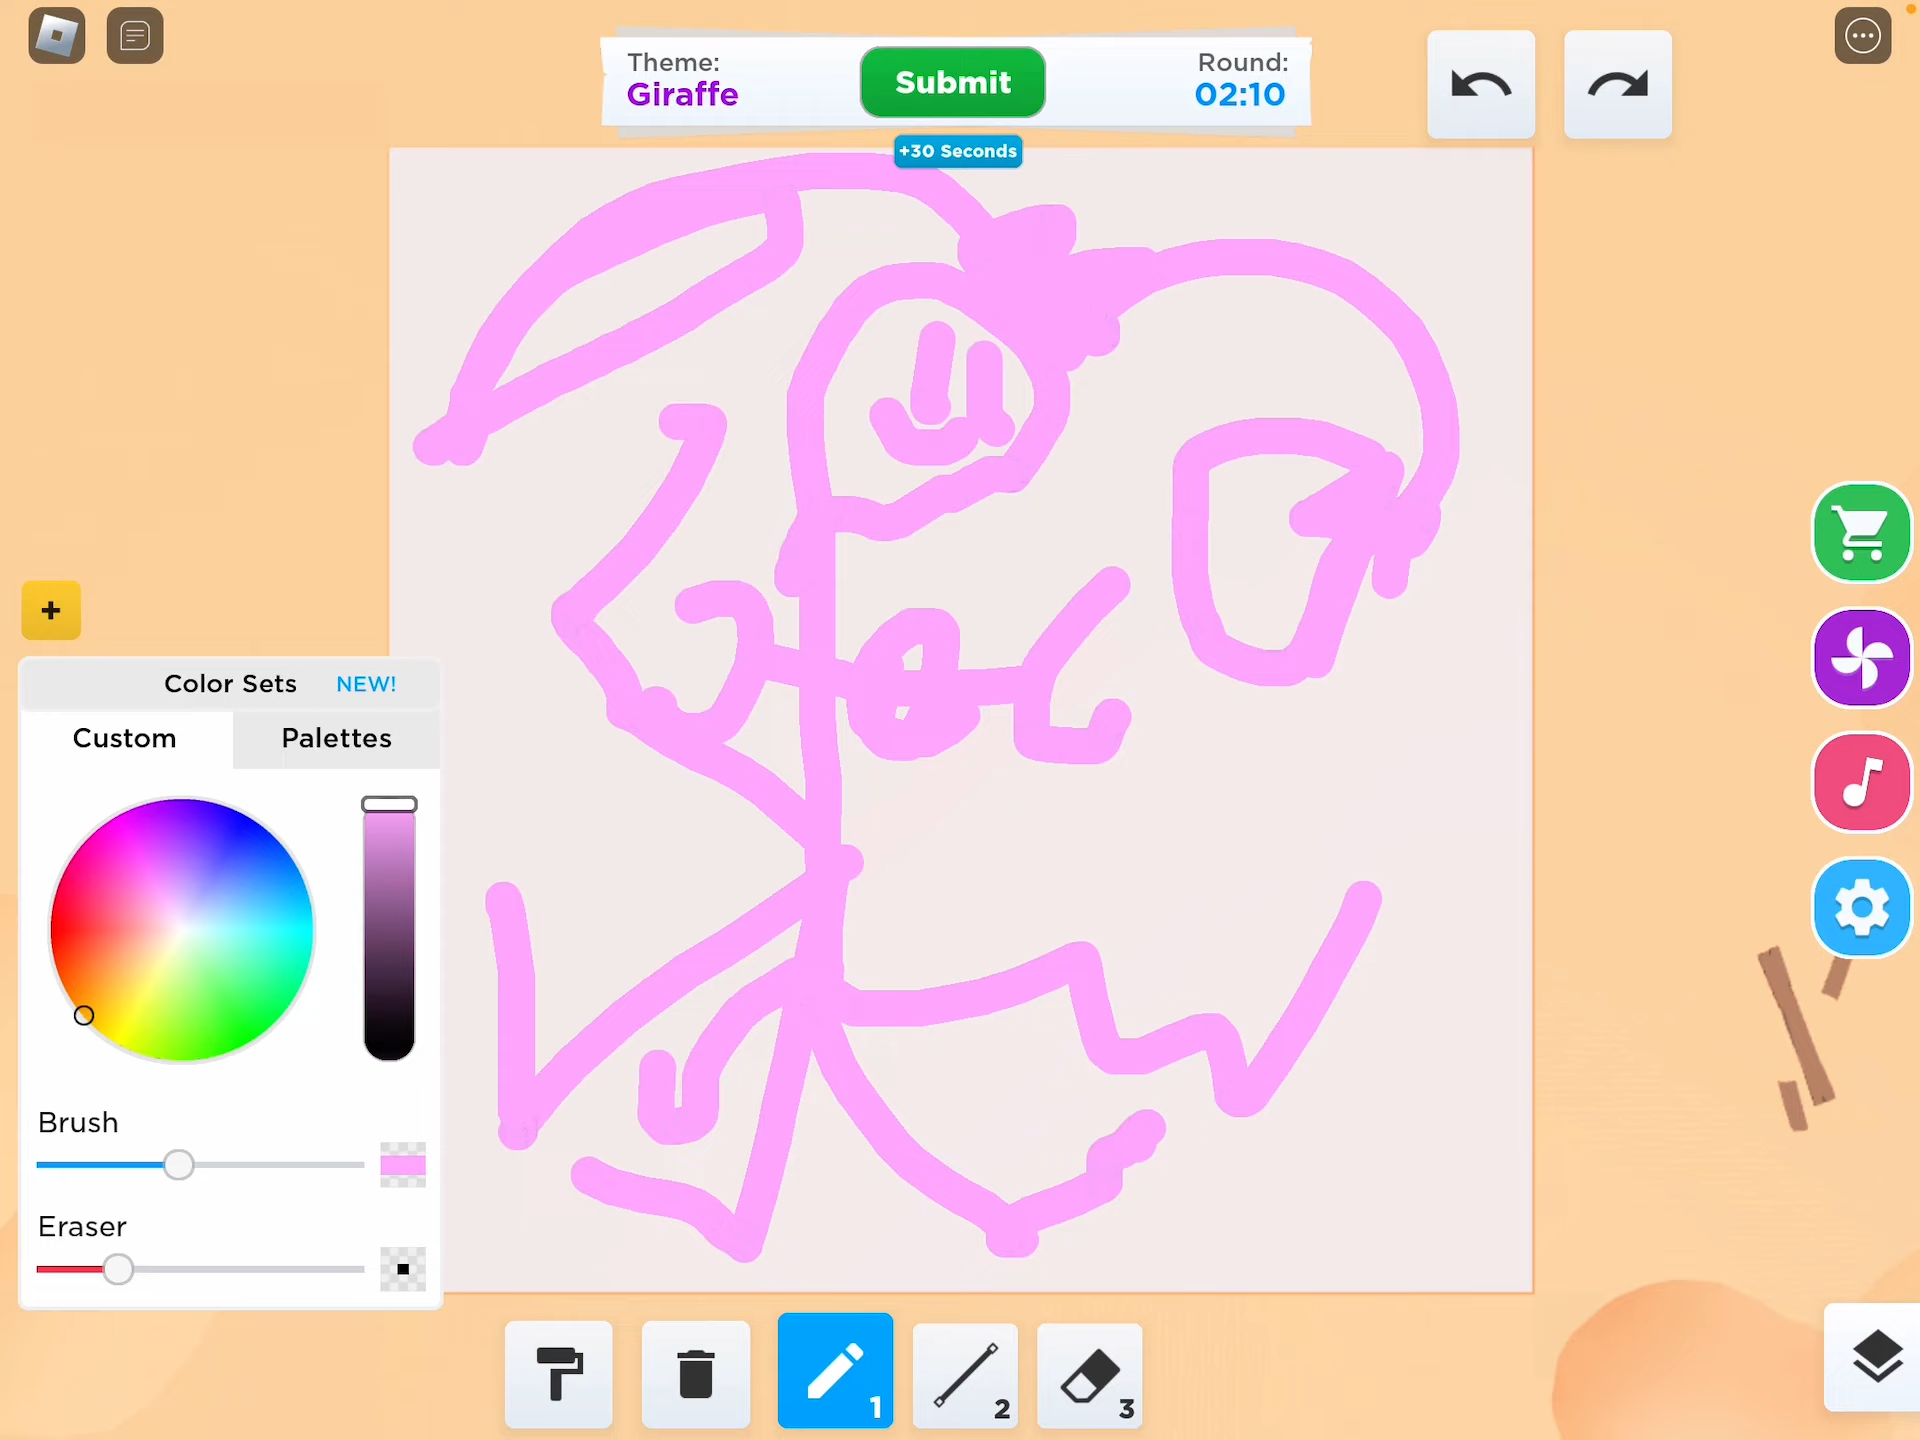 Theme:
Giraffe
Submit
Round:
02:10
+30 Seconds
+
Color Sets NEW!
Custom Palettes
Brush
Eraser
1 2 3